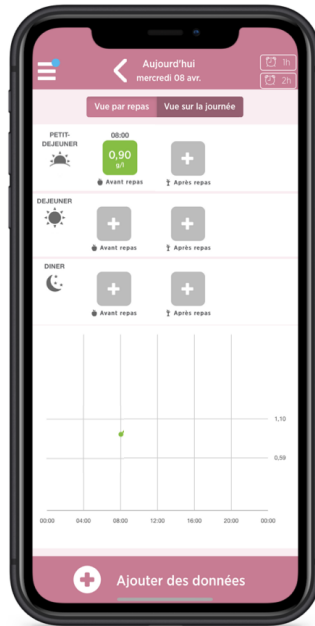 Aujourd'hui
mercredi 08 avr.
1h
2h
Vue par repas
Vue sur la journée
PETIT-
DEJEUNER
08:00
0,90
g/l
Avant repas
Après repas
DEJEUNER
Avant repas
Après repas
DINER
Avant repas
Après repas
1,10
0,59
00:00 04:00 08:00 12:00 16:00 20:00 00:00
Ajouter des données